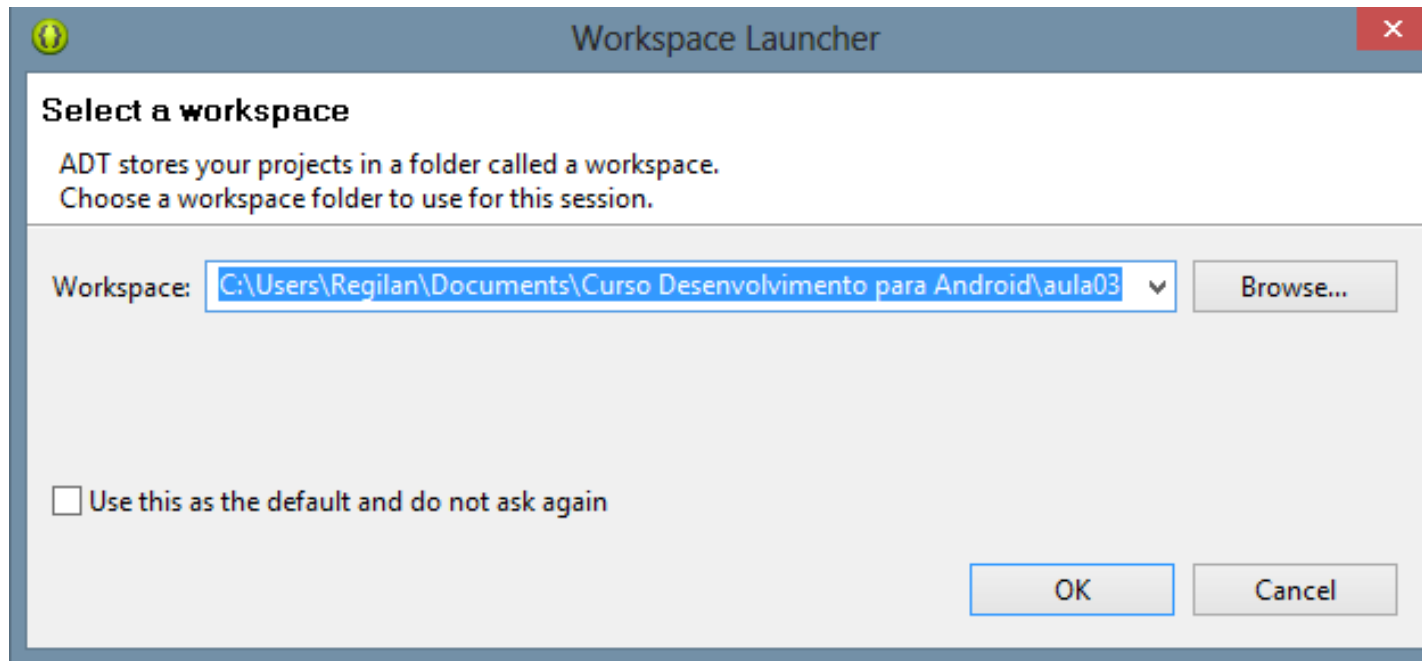 Workspace Launcher
Select a workspace
ADT stores your projects in a folder called a workspace.
Choose a workspace folder to use for this session.
Workspace: C:\Users\Regilan\Documents\Curso Desenvolvimento para Android\aula03 Browse...
Use this as the default and do not ask again
OK Cancel